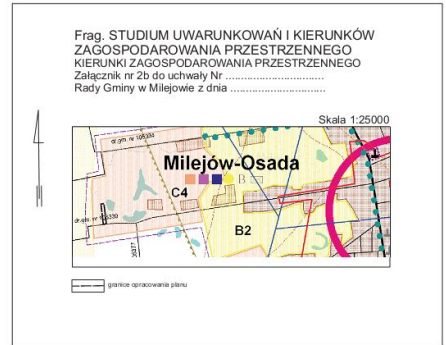 Frag. STUDIUM UWARUNKOWAŃ I KIERUNKÓW
ZAGOSPODAROWANIA PRZESTRZENNEGO
KIERUNKI ZAGOSPODAROWANIA PRZESTRZENNEGO
Załącznik nr 2b do uchwały Nr ..............................
Rady Gminy w Milejowie z dnia .............................
Skala 1:25000
Milejów-Osada
B
C4
B2
granice opracowania planu